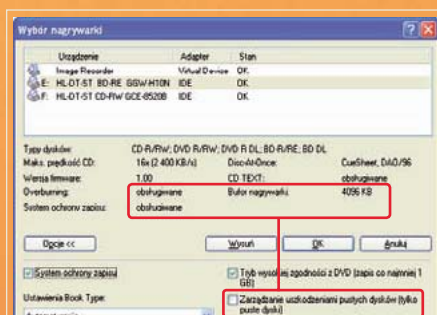 Wybór nagrywarki
Urządzenie Adapter Stan
Image Recorder Virtual Device OK.
E: HL-DT-ST BD-RE GGW-H10N IDE OK.
F: HL-DT-ST CD-RW GCE-8520B IDE OK.
Typy dysków: CD-R/RW; DVD R/RW; DVD R DL; BD-R/RE; BD DL
Maks. prędkość CD: 16x (2 400 KB/s) Disc-At-Once: CueSheet, DAO/96
Wersja firmware: 1.00 CD TEXT: obsługiwane
Overburning: obsługiwane Bufor nagrywarki: 4096 KB
System ochrony zapisu: obsługiwane
Opcje << Wysuń OK Anuluj
System ochrony zapisu Tryb wysokiej zgodności z DVD (zapis co najmniej 1
GB)
Ustawienia Book Type: Zarządzanie uszkodzeniami pustych dysków (tylko
puste dyski)